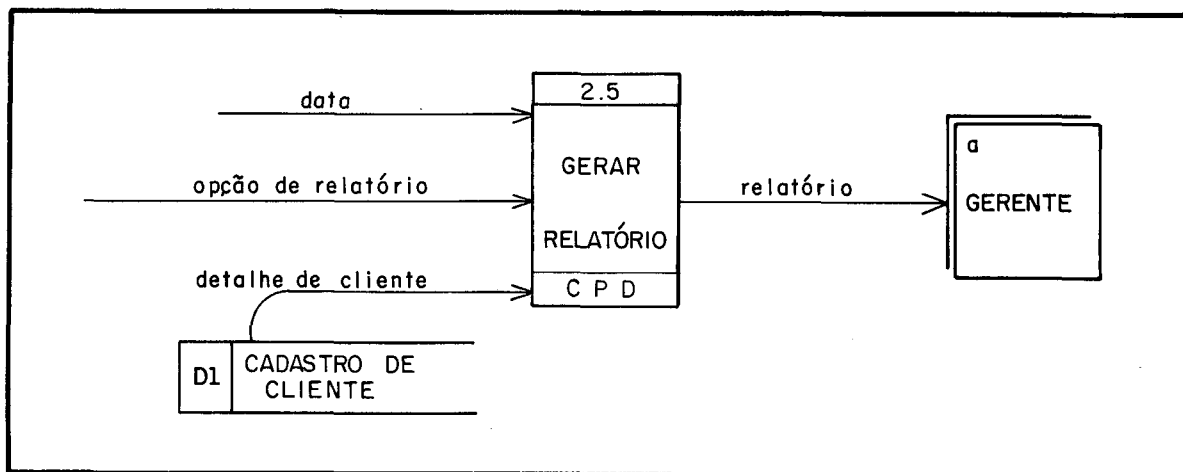 data
opção de relatório
detalhe de cliente
D1
CADASTRO DE
CLIENTE
2.5
GERAR
RELATÓRIO
C P D
relatório
a
GERENTE